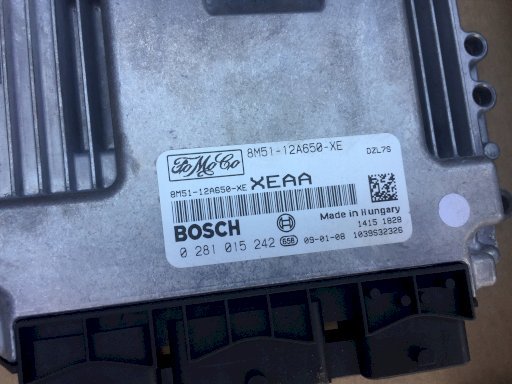 FoMoCo 8M51-12A650-XE DZL7S
8M51-12A650-XE XEAA
BOSCH Made in Hungary
1415 1828
0 281 015 242 658 09-01-08 1039S32326